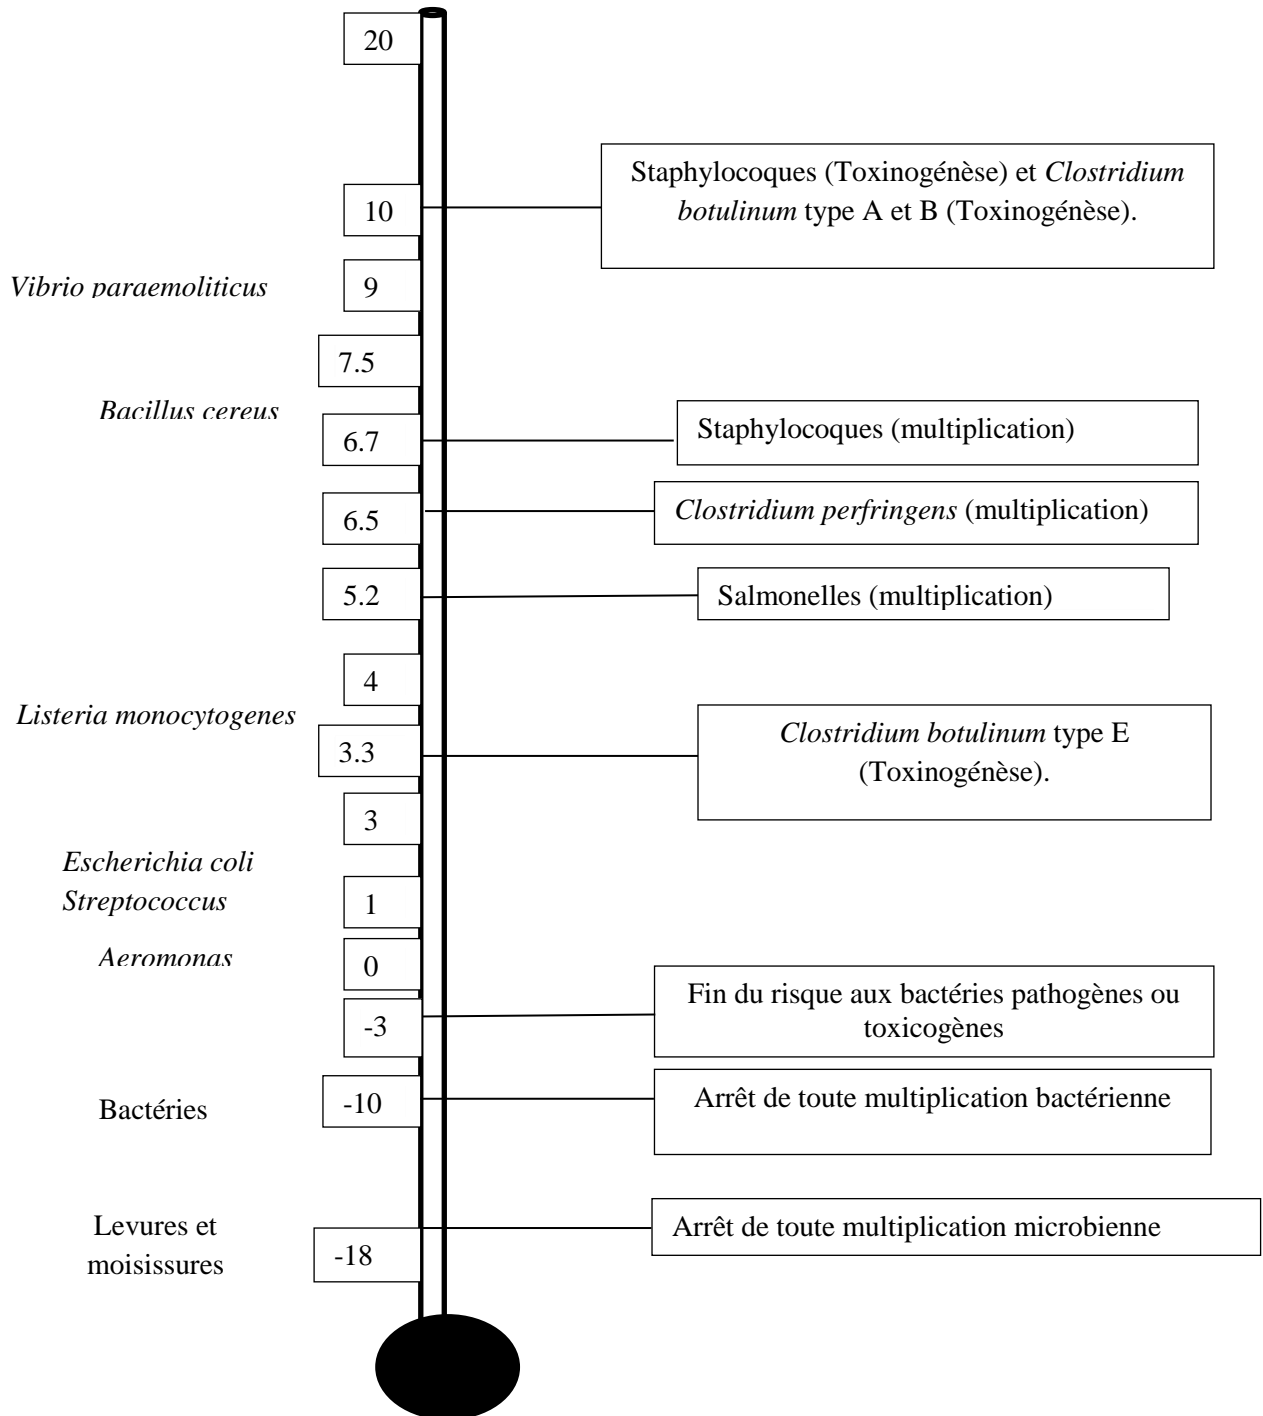 20
Staphylocoques (Toxinogénèse) et Clostridium
botulinum type A et B (Toxinogénèse).
10
Vibrio paraemoliticus
9
7.5
Bacillus cereus
6.7
Staphylocoques (multiplication)
6.5
Clostridium perfringens (multiplication)
5.2
Salmonelles (multiplication)
4
Listeria monocytogenes
3.3
Clostridium botulinum type E
(Toxinogénèse).
3
Escherichia coli
Streptococcus
1
Aeromonas
0
-3
Fin du risque aux bactéries pathogènes ou
toxicogènes
Bactéries
-10
Arrêt de toute multiplication bactérienne
Levures et
moisissures
-18
Arrêt de toute multiplication microbienne